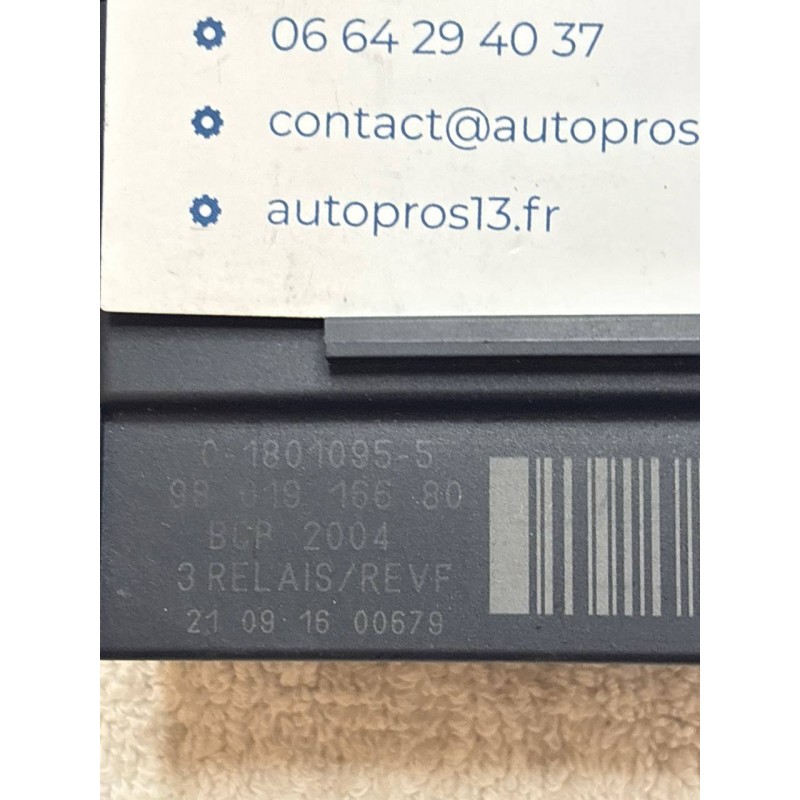 06 64 29 40 37
contact@autopros
autopros13.fr
C-1801095-5
98 019 166 80
BCP 2004
3 RELAIS/REVF
21 09 16 00679